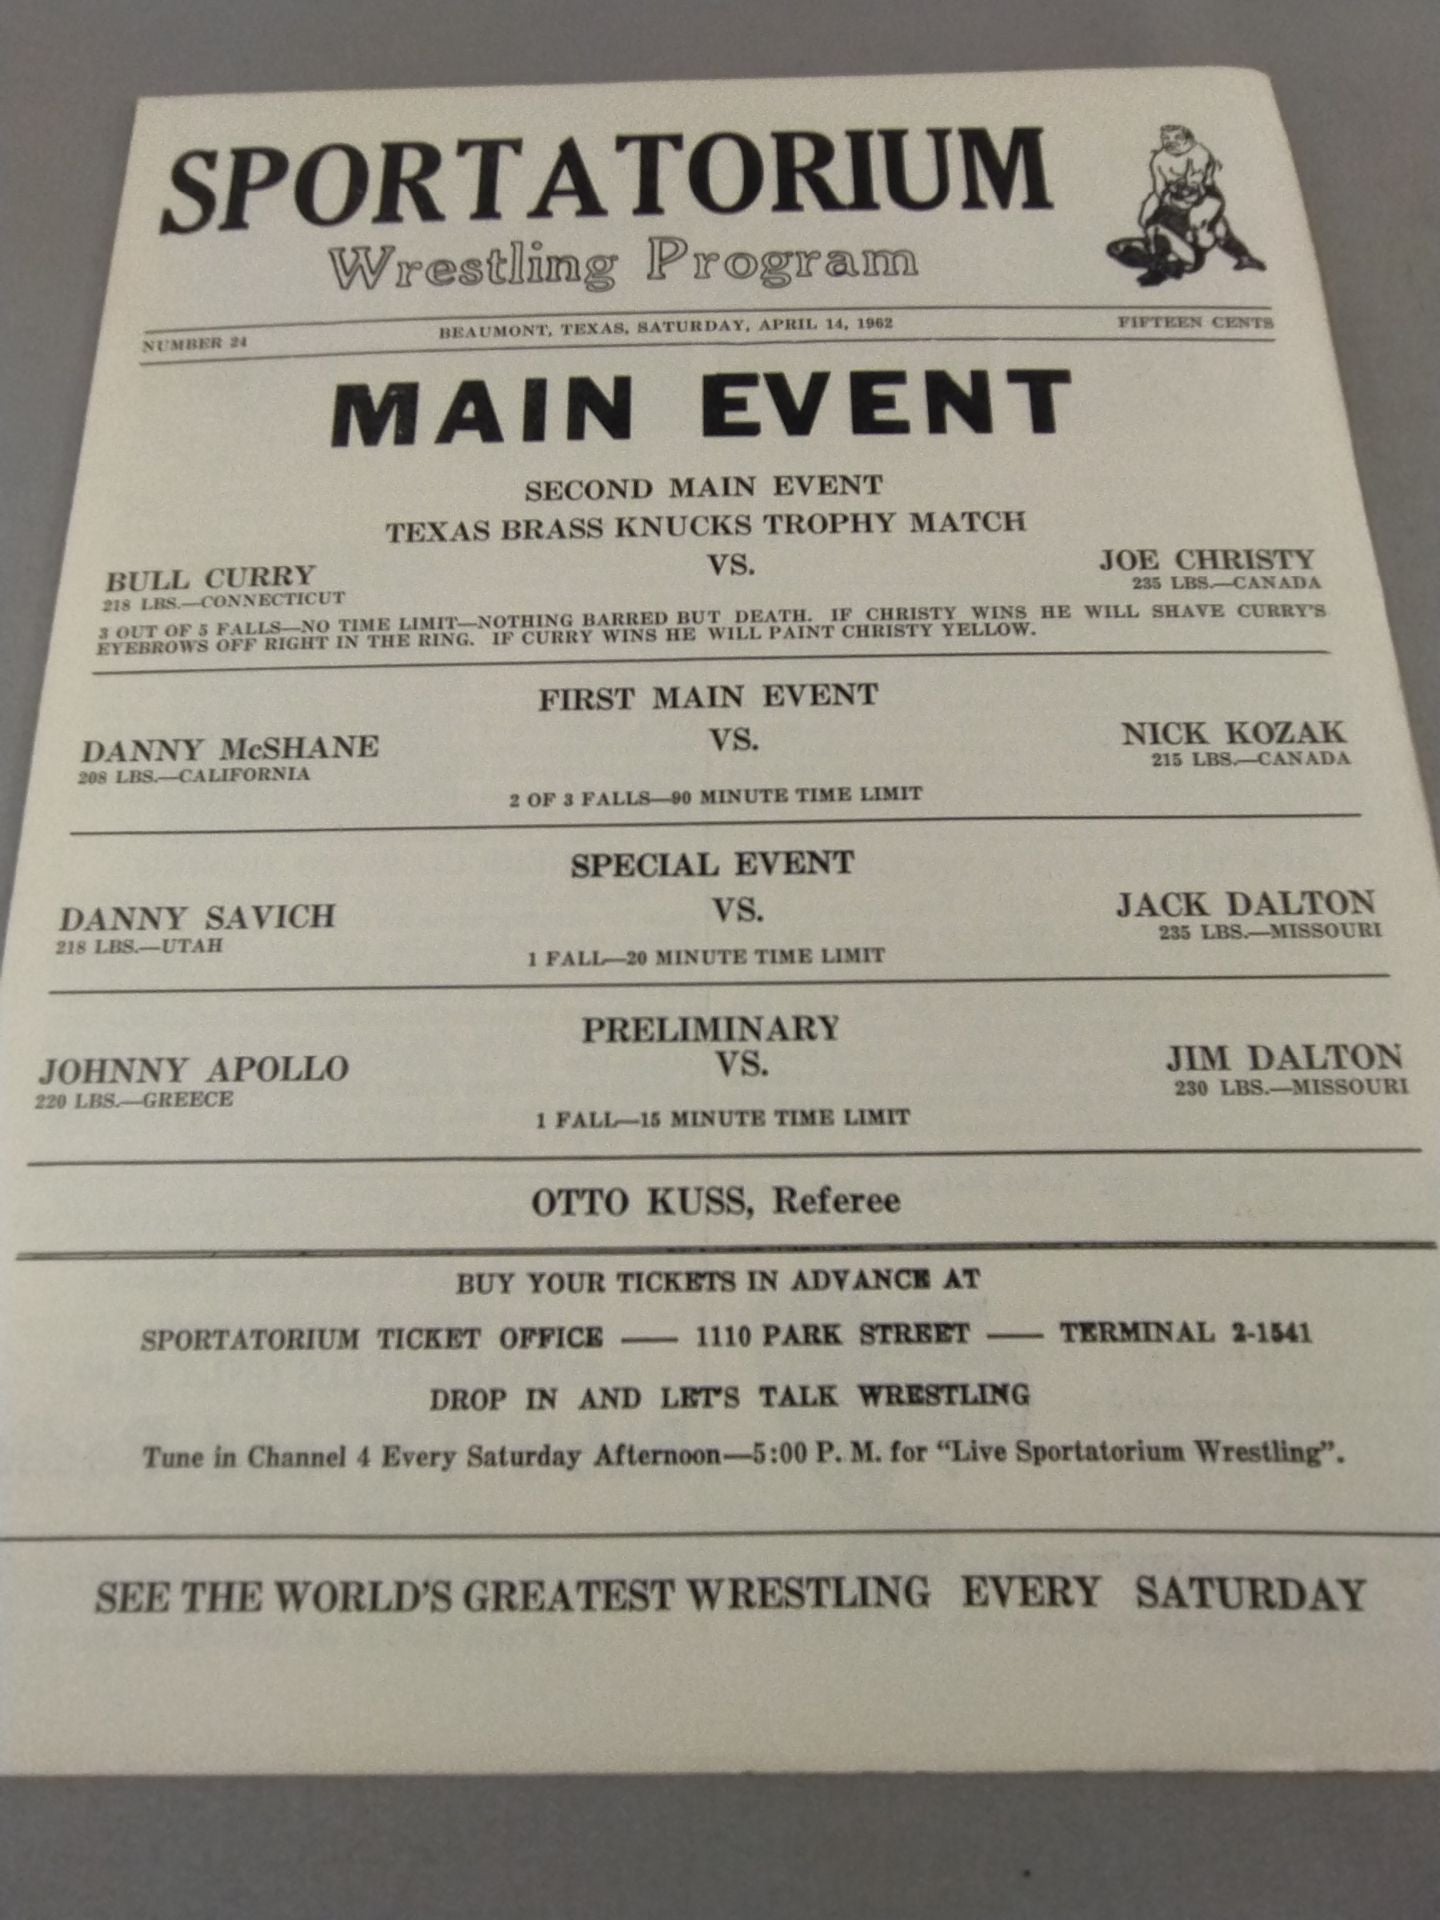 SPORTATORIUM
Wrestling Program
NUMBER 24 BEAUMONT, TEXAS, SATURDAY, APRIL 14, 1962 FIFTEEN CENTS
MAIN EVENT
SECOND MAIN EVENT
TEXAS BRASS KNUCKS TROPHY MATCH
BULL CURRY VS. JOE CHRISTY
218 LBS.—CONNECTICUT 235 LBS.—CANADA
3 OUT OF 5 FALLS—NO TIME LIMIT—NOTHING BARRED BUT DEATH. IF CHRISTY WINS HE WILL SHAVE CURRY'S
EYEBROWS OFF RIGHT IN THE RING. IF CURRY WINS HE WILL PAINT CHRISTY YELLOW.
FIRST MAIN EVENT
DANNY McSHANE VS. NICK KOZAK
208 LBS.—CALIFORNIA 215 LBS.—CANADA
2 OF 3 FALLS—90 MINUTE TIME LIMIT
SPECIAL EVENT
DANNY SAVICH VS. JACK DALTON
218 LBS.—UTAH 235 LBS.—MISSOURI
1 FALL—20 MINUTE TIME LIMIT
PRELIMINARY
JOHNNY APOLLO VS. JIM DALTON
220 LBS.—GREECE 230 LBS.—MISSOURI
1 FALL—15 MINUTE TIME LIMIT
OTTO KUSS, Referee
BUY YOUR TICKETS IN ADVANCE AT
SPORTATORIUM TICKET OFFICE — 1110 PARK STREET — TERMINAL 2-1541
DROP IN AND LET'S TALK WRESTLING
Tune in Channel 4 Every Saturday Afternoon—5:00 P. M. for "Live Sportatorium Wrestling".
SEE THE WORLD'S GREATEST WRESTLING EVERY SATURDAY